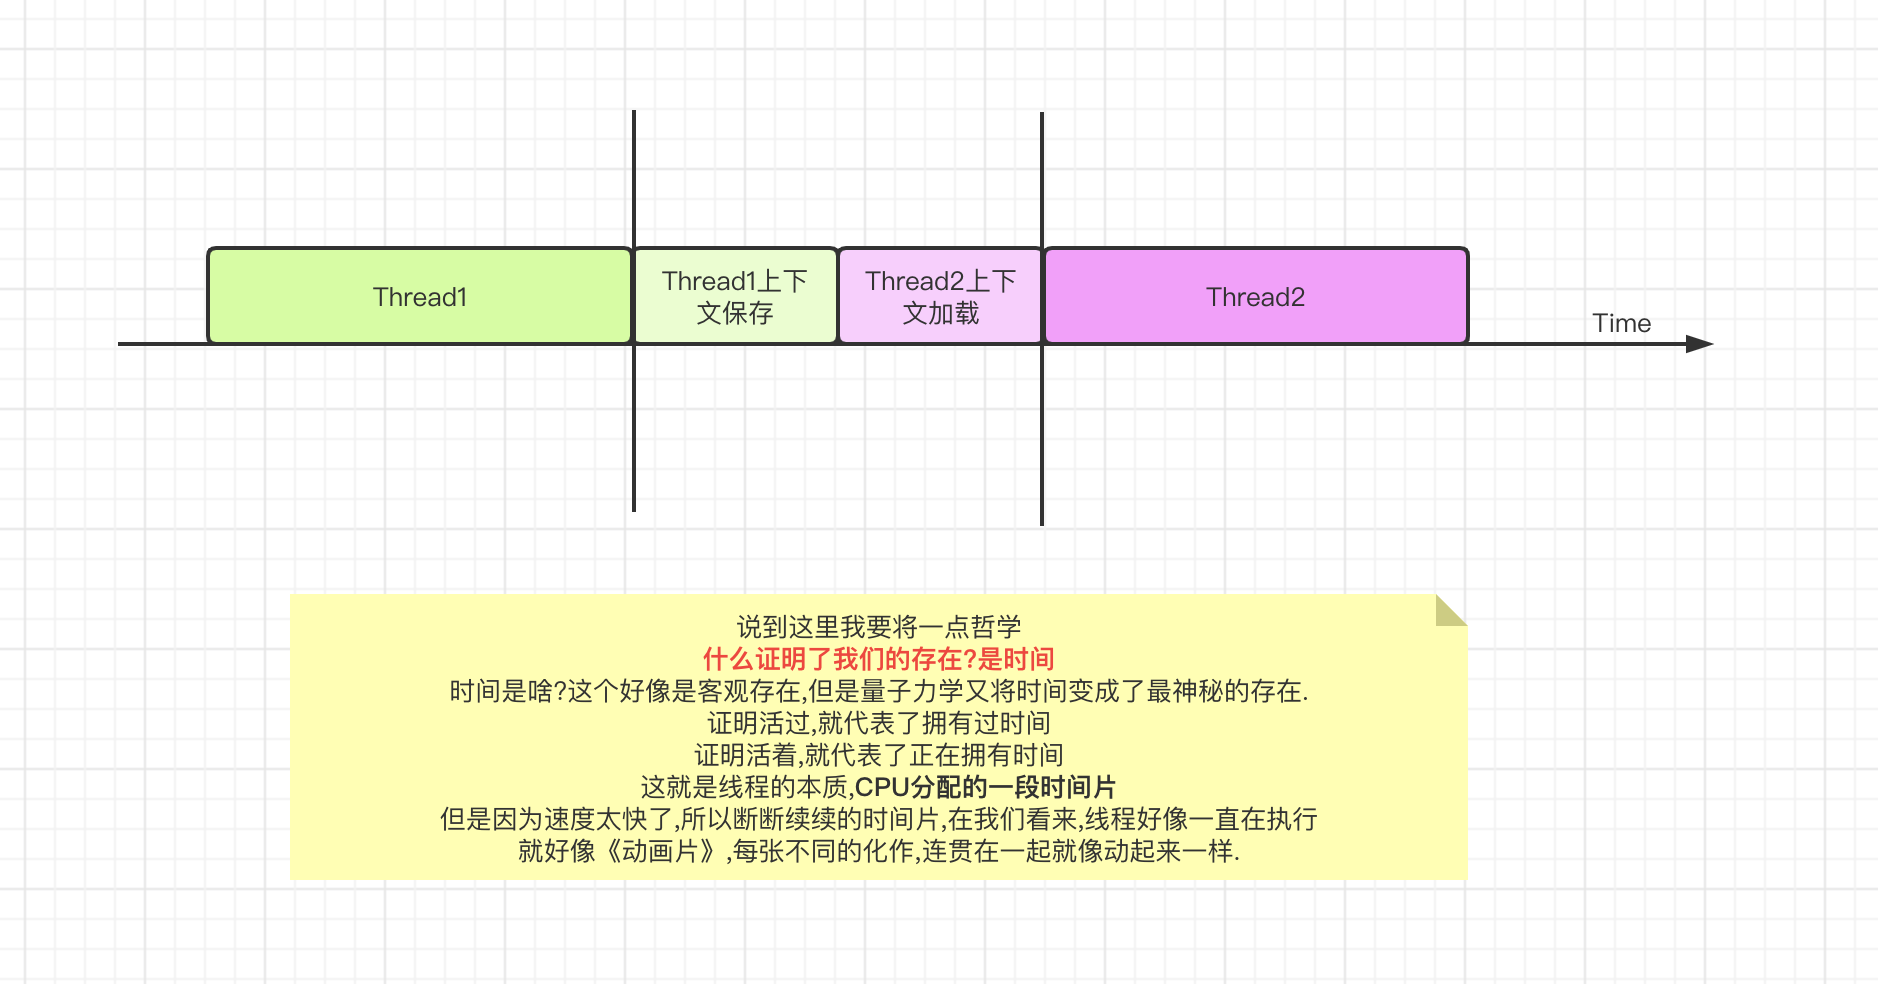 Thread1
Thread1上下
文保存
Thread2上下
文加载
Thread2
Time
说到这里我要将一点哲学
什么证明了我们的存在?是时间
时间是啥?这个好像是客观存在,但是量子力学又将时间变成了最神秘的存在.
证明活过,就代表了拥有过时间
证明活着,就代表了正在拥有时间
这就是线程的本质,CPU分配的一段时间片
但是因为速度太快了,所以断断续续的时间片,在我们看来,线程好像一直在执行
就好像《动画片》,每张不同的化作,连贯在一起就像动起来一样.